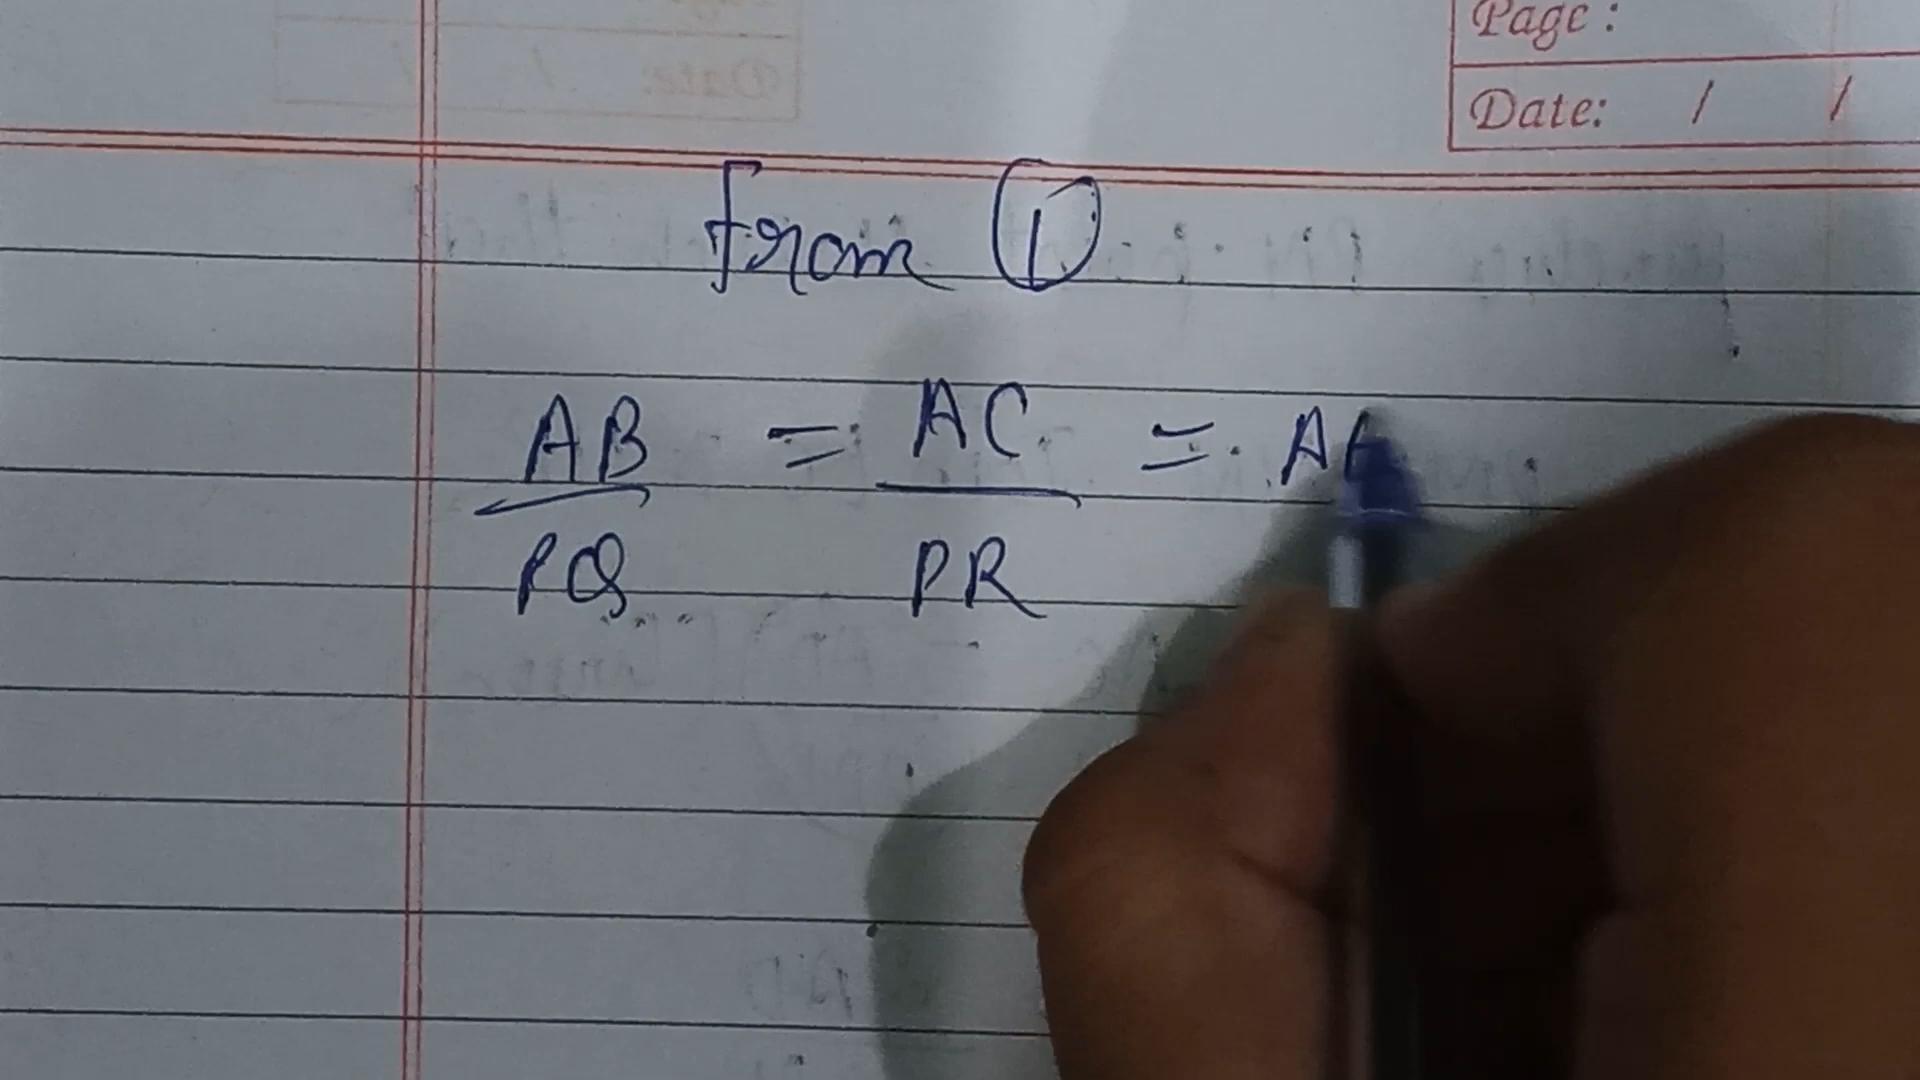 Page :
Date: / /
From ①
AB = AC = A
PQ PR